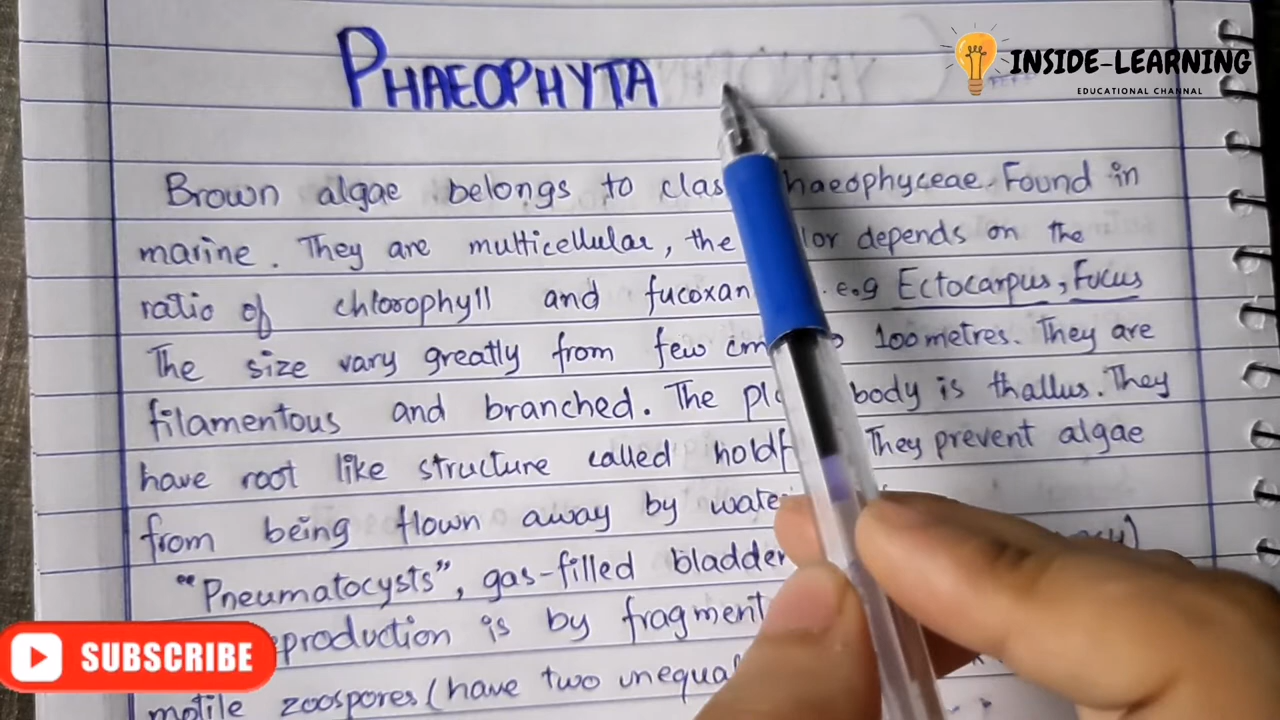 PHAEOPHYTA
INSIDE-LEARNING
EDUCATIONAL CHANNEL
Brown algae belongs to clas haeophyceae. Found in
marine. They are multicellular, the lor depends on the
ratio of chlorophyll and fucoxan e.g Ectocarpus, Fucus
The size vary greatly from few cm 100 metres. They are
filamentous and branched. The pl body is thallus. They
have root like structure called holdf They prevent algae
from being flown away by wate
"Pneumatocysts", gas-filled bladder
production is by fragment
motile zoospores (have two unequa
SUBSCRIBE